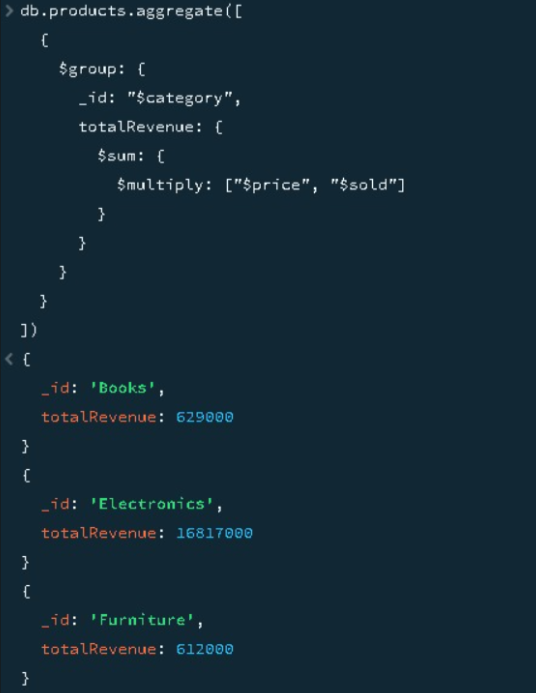 > db.products.aggregate([
  {
    $group: {
      _id: "$category",
      totalRevenue: {
        $sum: {
          $multiply: ["$price", "$sold"]
        }
      }
    }
  }
])
< {
  _id: 'Books',
  totalRevenue: 629000
}
{
  _id: 'Electronics',
  totalRevenue: 16817000
}
{
  _id: 'Furniture',
  totalRevenue: 612000
}